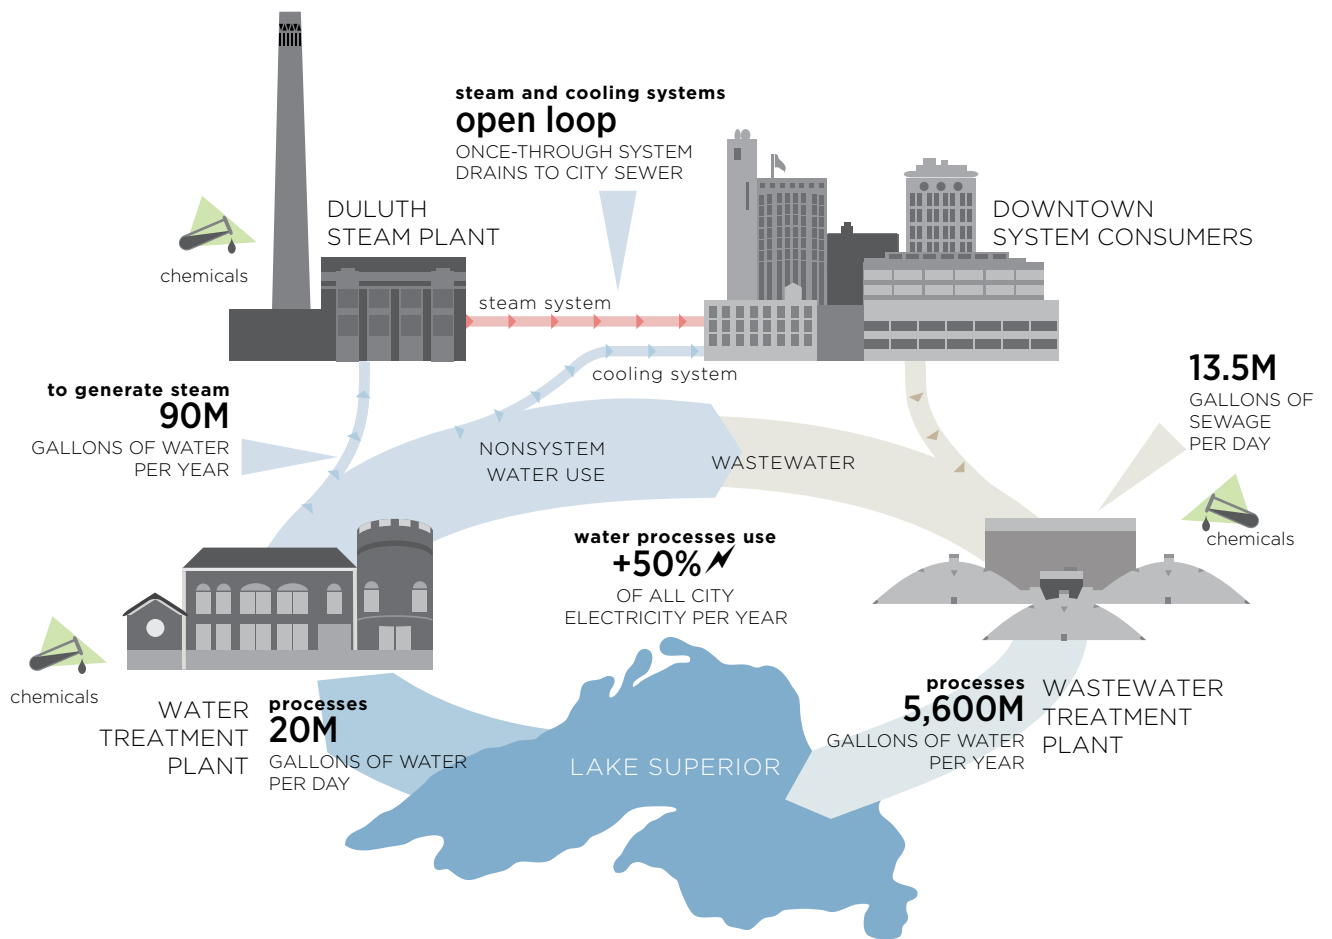 steam and cooling systems
open loop
ONCE-THROUGH SYSTEM
DRAINS TO CITY SEWER
DULUTH
STEAM PLANT
chemicals
DOWNTOWN
SYSTEM CONSUMERS
steam system
cooling system
to generate steam
90M
GALLONS OF WATER
PER YEAR
13.5M
GALLONS OF
SEWAGE
PER DAY
NONSYSTEM
WATER USE
WASTEWATER
chemicals
water processes use
+50%
OF ALL CITY
ELECTRICITY PER YEAR
chemicals
WATER
TREATMENT
PLANT
processes
20M
GALLONS OF WATER
PER DAY
LAKE SUPERIOR
processes
5,600M
GALLONS OF WATER
PER YEAR
WASTEWATER
TREATMENT
PLANT